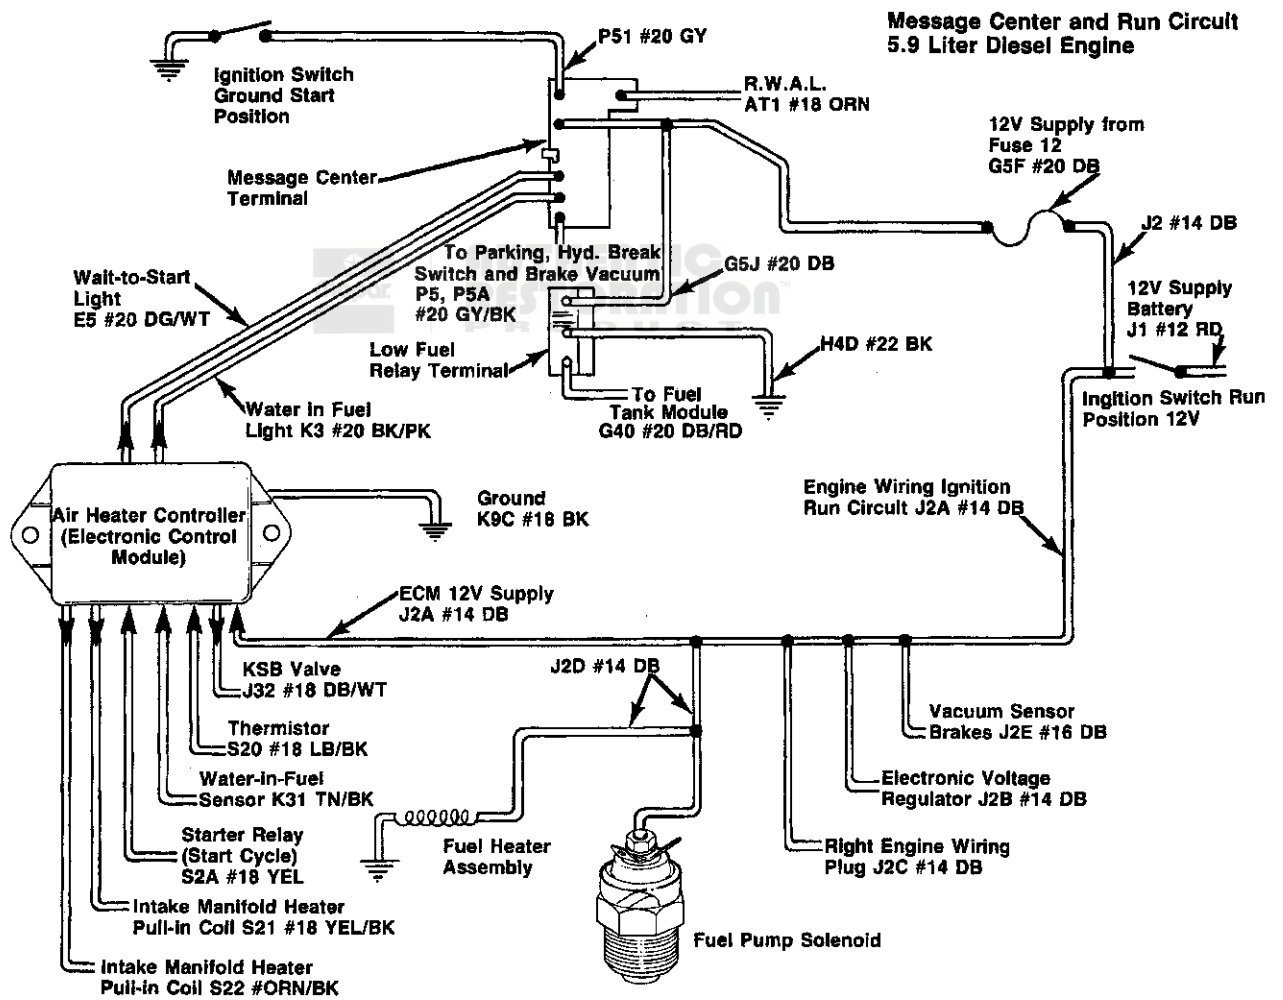 Message Center and Run Circuit
5.9 Liter Diesel Engine
P51 #20 GY
Ignition Switch
Ground Start
Position
R.W.A.L.
AT1 #18 ORN
12V Supply from
Fuse 12
G5F #20 DB
Message Center
Terminal
J2 #14 DB
To Parking, Hyd. Break
Switch and Brake Vacuum
P5, P5A
#20 GY/BK
G5J #20 DB
Wait-to-Start
Light
E5 #20 DG/WT
12V Supply
Battery
J1 #12 RD
Low Fuel
Relay Terminal
H4D #22 BK
To Fuel
Tank Module
G40 #20 DB/RD
Water in Fuel
Light K3 #20 BK/PK
Ingition Switch Run
Position 12V
Air Heater Controller
(Electronic Control
Module)
Ground
K9C #18 BK
Engine Wiring Ignition
Run Circuit J2A #14 DB
ECM 12V Supply
J2A #14 DB
KSB Valve
J32 #18 DB/WT
J2D #14 DB
Thermistor
S20 #18 LB/BK
Vacuum Sensor
Brakes J2E #16 DB
Water-in-Fuel
Sensor K31 TN/BK
Electronic Voltage
Regulator J2B #14 DB
Starter Relay
(Start Cycle)
S2A #18 YEL
Fuel Heater
Assembly
Right Engine Wiring
Plug J2C #14 DB
Intake Manifold Heater
Pull-in Coil S21 #18 YEL/BK
Fuel Pump Solenoid
Intake Manifold Heater
Pull-in Coil S22 #ORN/BK